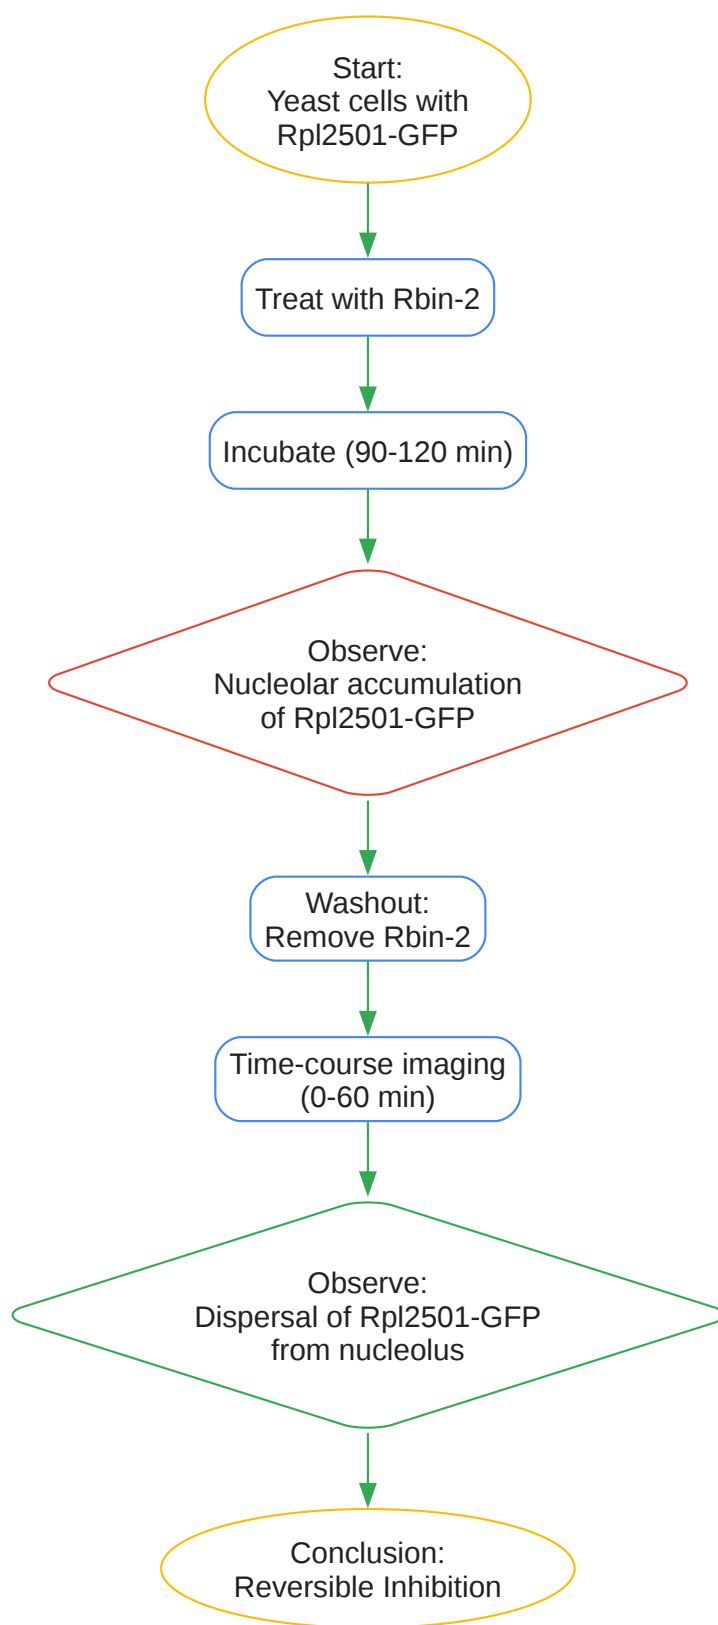 Start:
Yeast cells with
Rpl2501-GFP
Treat with Rbin-2
Incubate (90-120 min)
Observe:
Nucleolar accumulation
of Rpl2501-GFP
Washout:
Remove Rbin-2
Time-course imaging
(0-60 min)
Observe:
Dispersal of Rpl2501-GFP
from nucleolus
Conclusion:
Reversible Inhibition